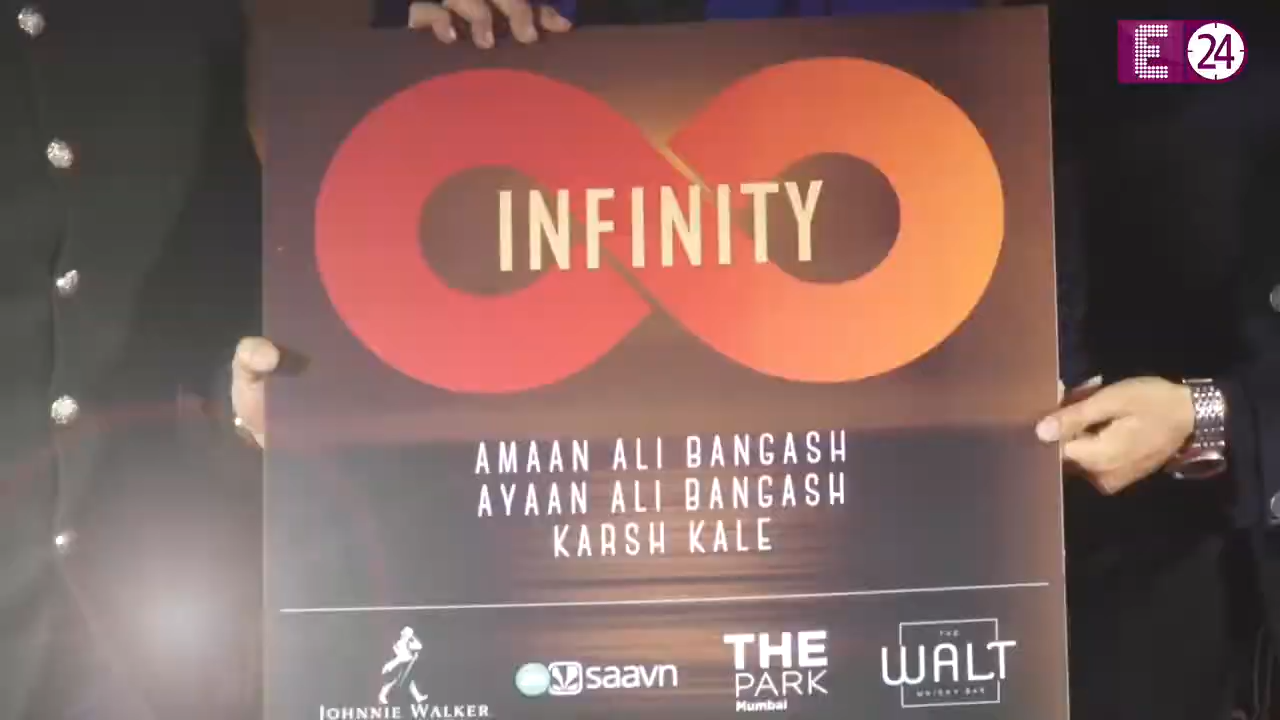 E 24
INFINITY
AMAAN ALI BANGASH
AYAAN ALI BANGASH
KARSH KALE
JOHNNIE WALKER
saavn
THE
PARK
Mumbai
THE
WALT
WHISKY BAR